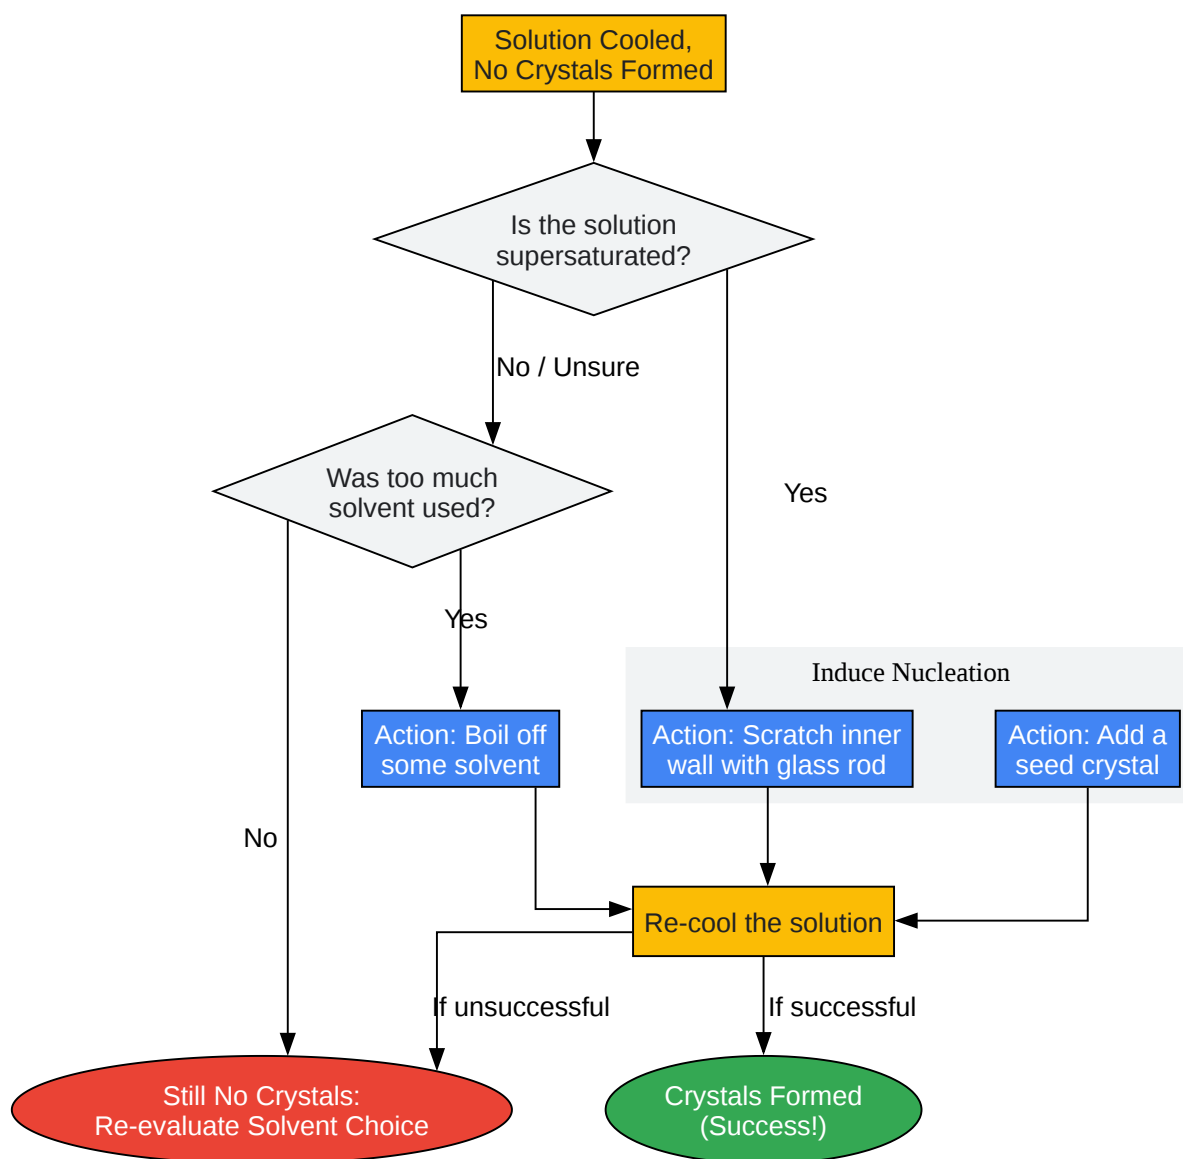 Solution Cooled,
No Crystals Formed
Is the solution
supersaturated?
No / Unsure
Was too much
solvent used?
Yes
Yes
Induce Nucleation
Action: Boil off
some solvent
Action: Scratch inner
wall with glass rod
Action: Add a
seed crystal
No
Re-cool the solution
If unsuccessful
If successful
Still No Crystals:
Re-evaluate Solvent Choice
Crystals Formed
(Success!)